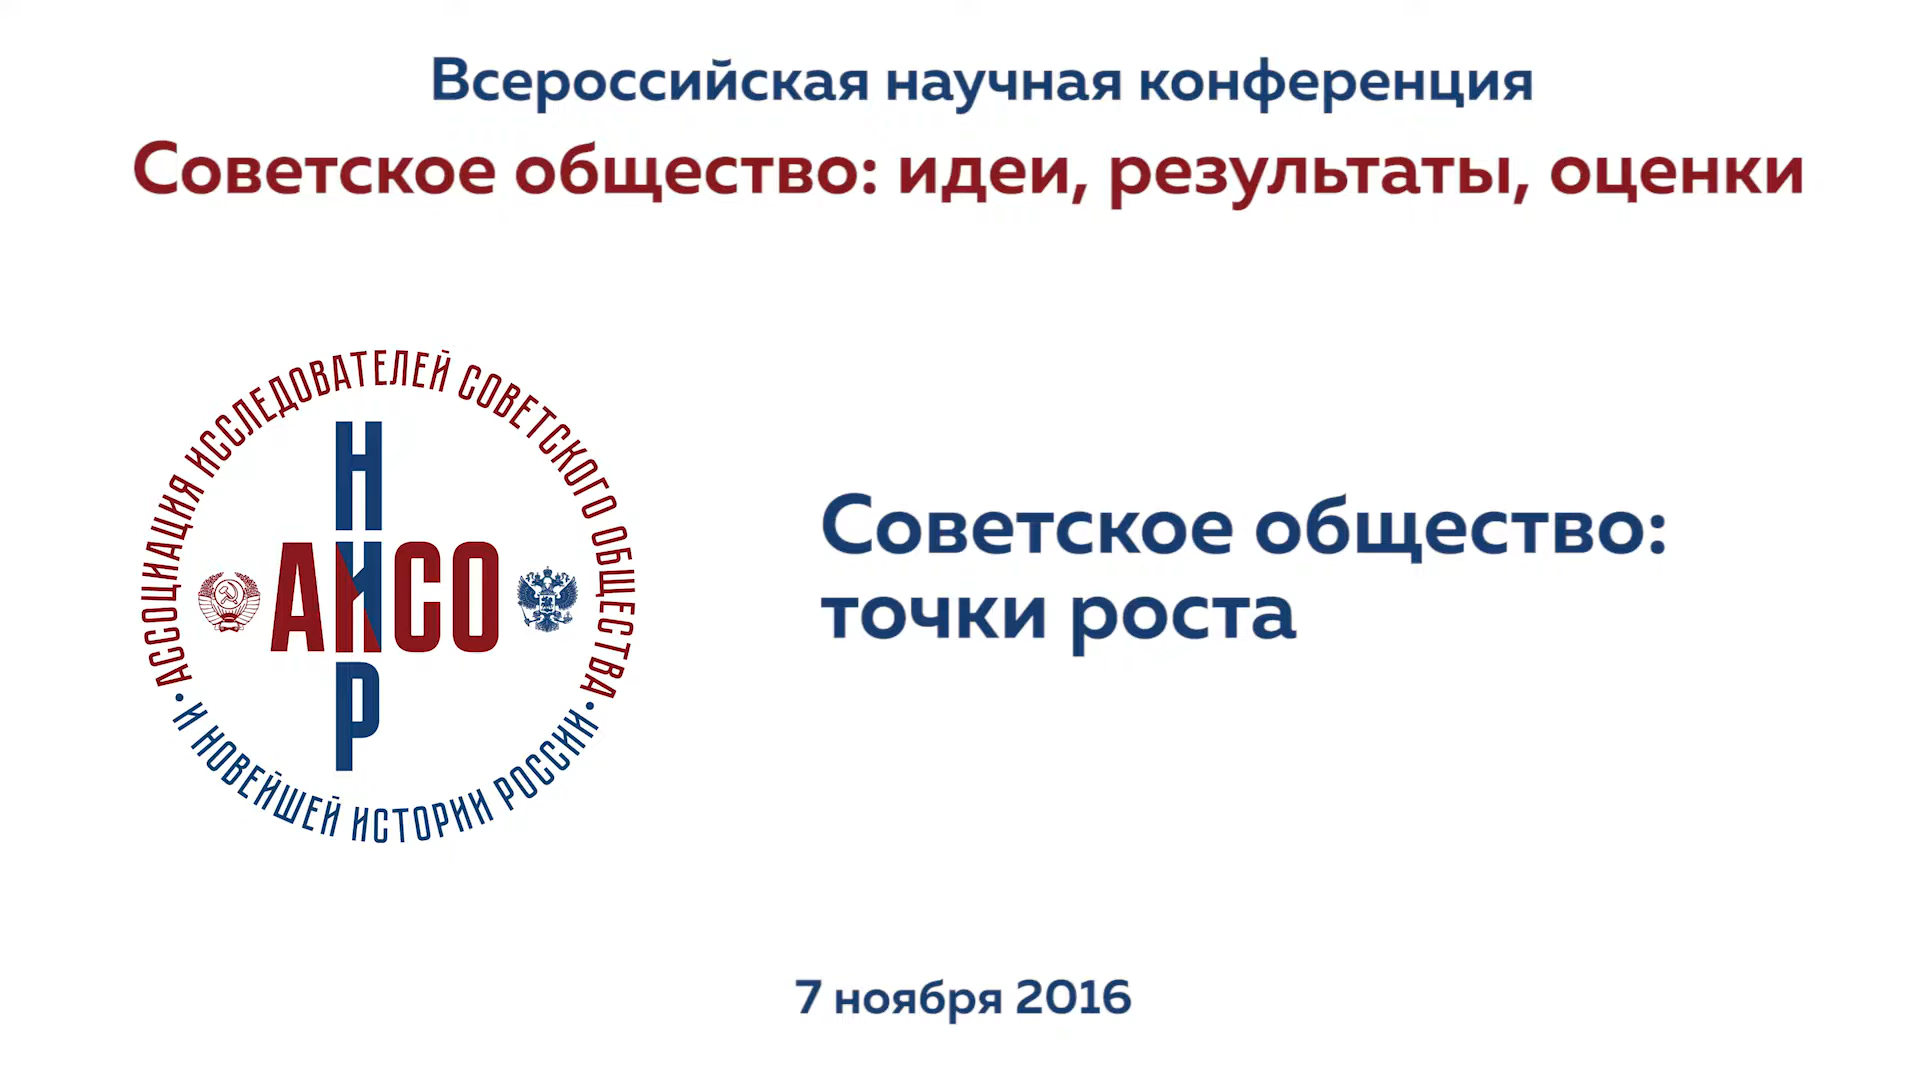 Всероссийская научная конференция
Советское общество: идеи, результаты, оценки
АССОЦИАЦИЯ ИССЛЕДОВАТЕЛЕЙ СОВЕТСКОГО ОБЩЕСТВА
• И НОВЕЙШЕЙ ИСТОРИИ РОССИИ •
Н
АИСО
Р
Советское общество:
точки роста
7 ноября 2016